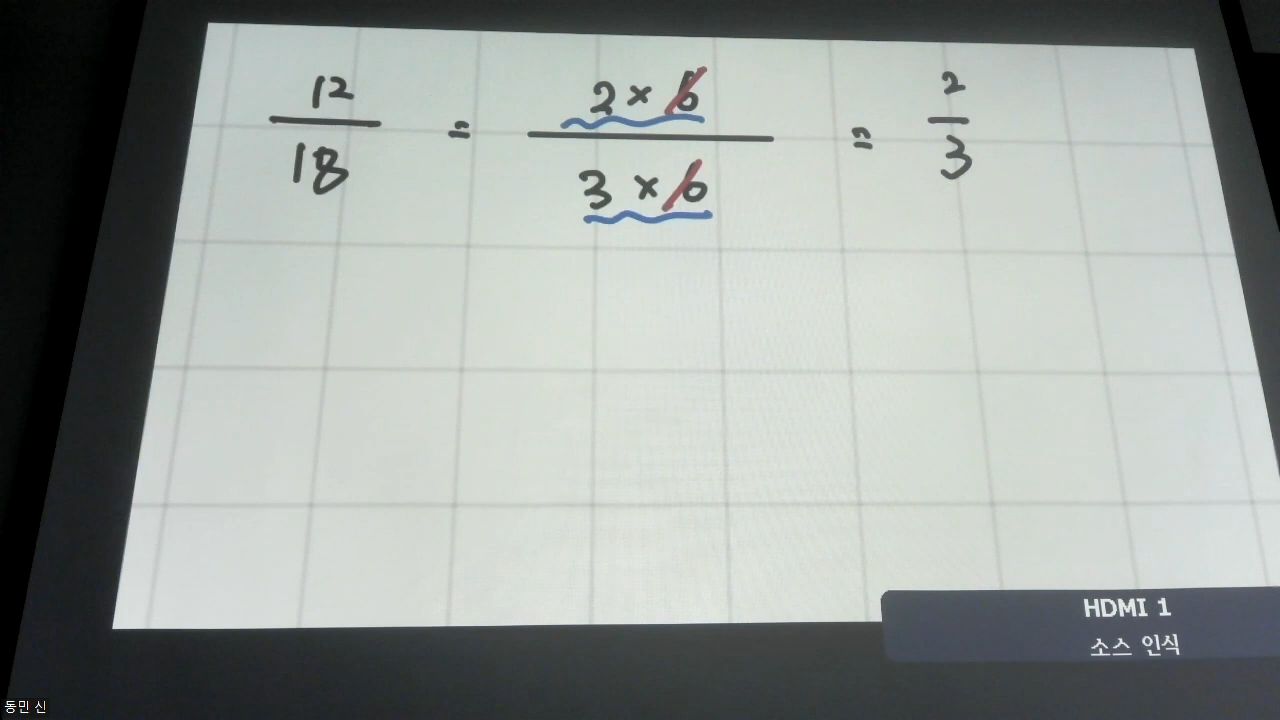 12/18 = 2 × 6 / 3 × 6 = 2/3
HDMI 1
소스 인식
동민 신